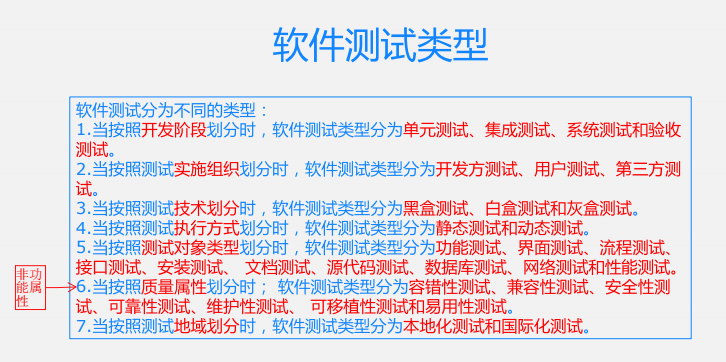 软件测试类型
软件测试分为不同的类型：
1.当按照开发阶段划分时，软件测试类型分为单元测试、集成测试、系统测试和验收
测试。
2.当按照测试实施组织划分时，软件测试类型分为开发方测试、用户测试、第三方测
试。
3.当按照测试技术划分时，软件测试类型分为黑盒测试、白盒测试和灰盒测试。
4.当按照测试执行方式划分时，软件测试类型分为静态测试和动态测试。
5.当按照测试对象类型划分时，软件测试类型分为功能测试、界面测试、流程测试、
接口测试、安装测试、 文档测试、源代码测试、数据库测试、网络测试和性能测试。
非功
能属
性
6.当按照质量属性划分时； 软件测试类型分为容错性测试、兼容性测试、安全性测
试、可靠性测试、维护性测试、 可移植性测试和易用性测试。
7.当按照测试地域划分时，软件测试类型分为本地化测试和国际化测试。